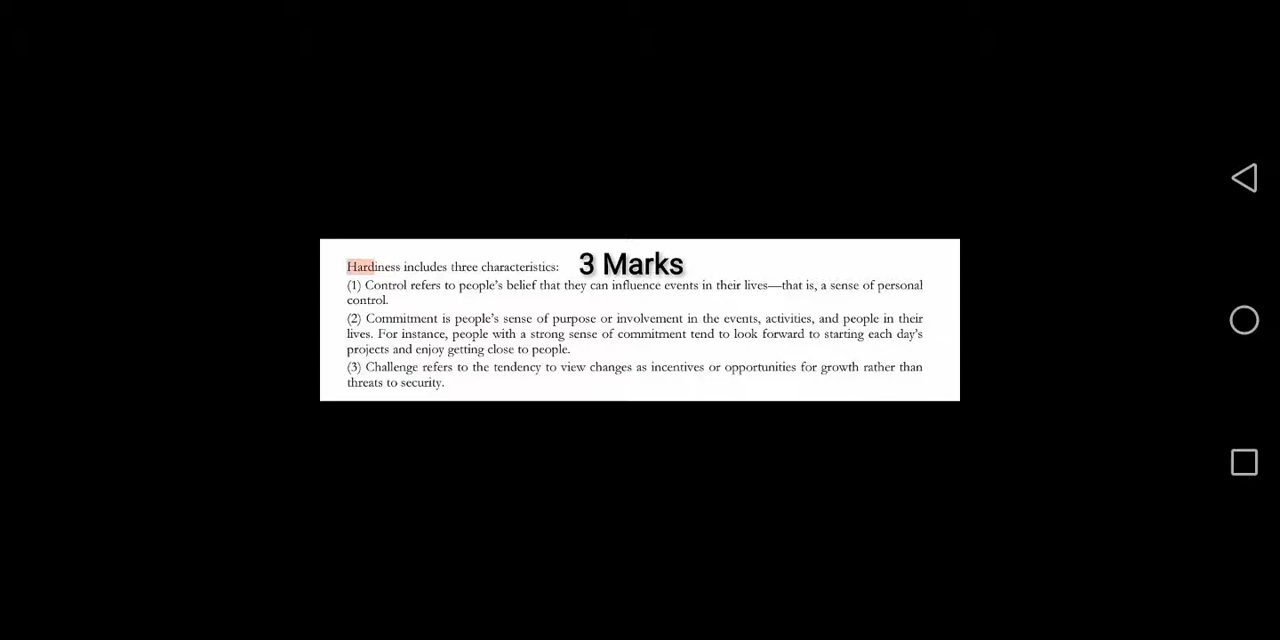 Hardiness includes three characteristics: 3 Marks
(1) Control refers to people's belief that they can influence events in their lives—that is, a sense of personal
control.
(2) Commitment is people's sense of purpose or involvement in the events, activities, and people in their
lives. For instance, people with a strong sense of commitment tend to look forward to starting each day's
projects and enjoy getting close to people.
(3) Challenge refers to the tendency to view changes as incentives or opportunities for growth rather than
threats to security.